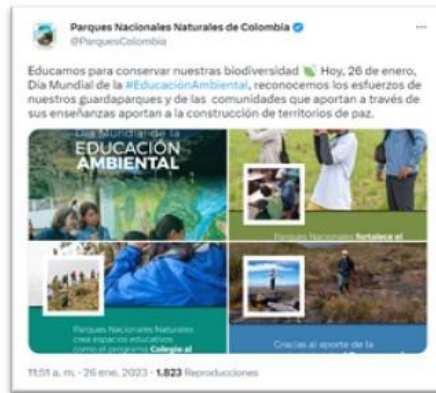 Parques Nacionales Naturales de Colombia
@ParquesColombia
Educamos para conservar nuestras biodiversidad 🌿 Hoy, 26 de enero,
Día Mundial de la #EducaciónAmbiental, reconocemos los esfuerzos de
nuestros guardaparques y de las comunidades que aportan a través de
sus enseñanzas aportan a la construcción de territorios de paz.
Día Mundial de la
EDUCACIÓN
AMBIENTAL
Parques Nacionales fortalece el
Parques Nacionales Naturales
crea espacios educativos
como el programa Colegio al
Gracias al aporte de la
11:51 a. m. · 26 ene. 2023 · 1.823 Reproducciones